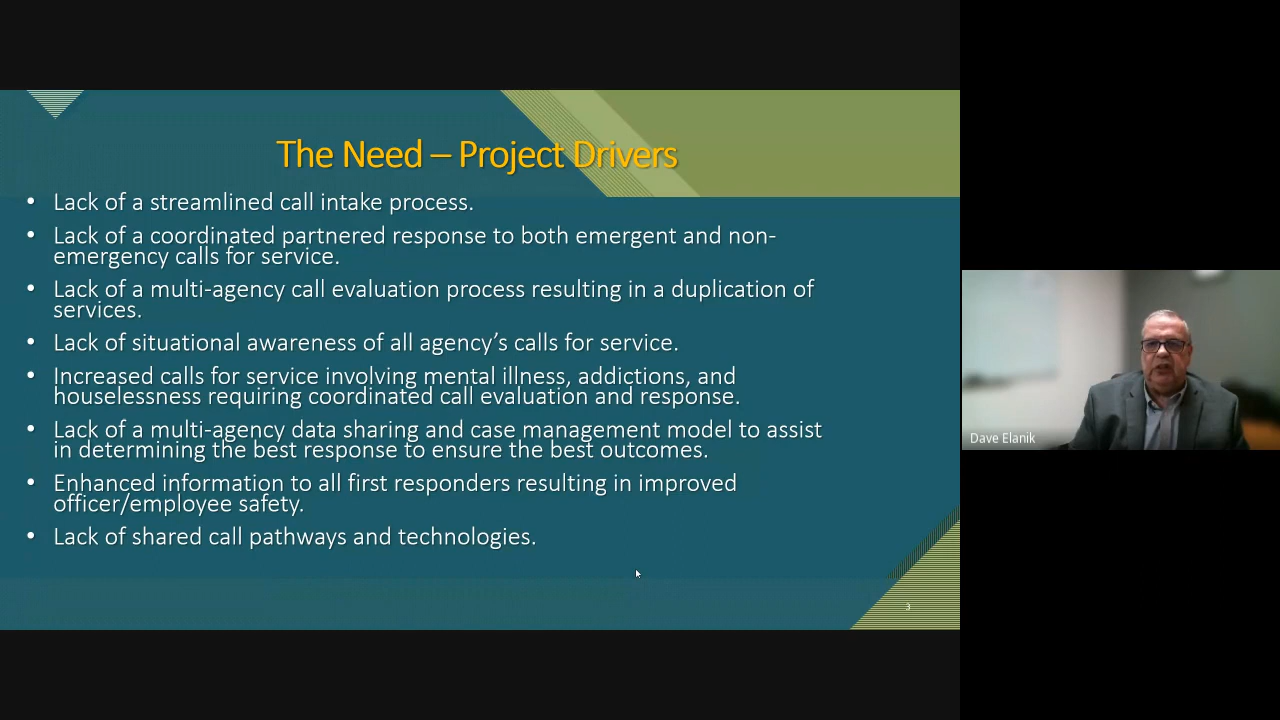 The Need – Project Drivers
• Lack of a streamlined call intake process.
• Lack of a coordinated partnered response to both emergent and non-
emergency calls for service.
• Lack of a multi-agency call evaluation process resulting in a duplication of
services.
• Lack of situational awareness of all agency’s calls for service.
• Increased calls for service involving mental illness, addictions, and
houselessness requiring coordinated call evaluation and response.
• Lack of a multi-agency data sharing and case management model to assist
in determining the best response to ensure the best outcomes.
• Enhanced information to all first responders resulting in improved
officer/employee safety.
• Lack of shared call pathways and technologies.
3
Dave Elanik